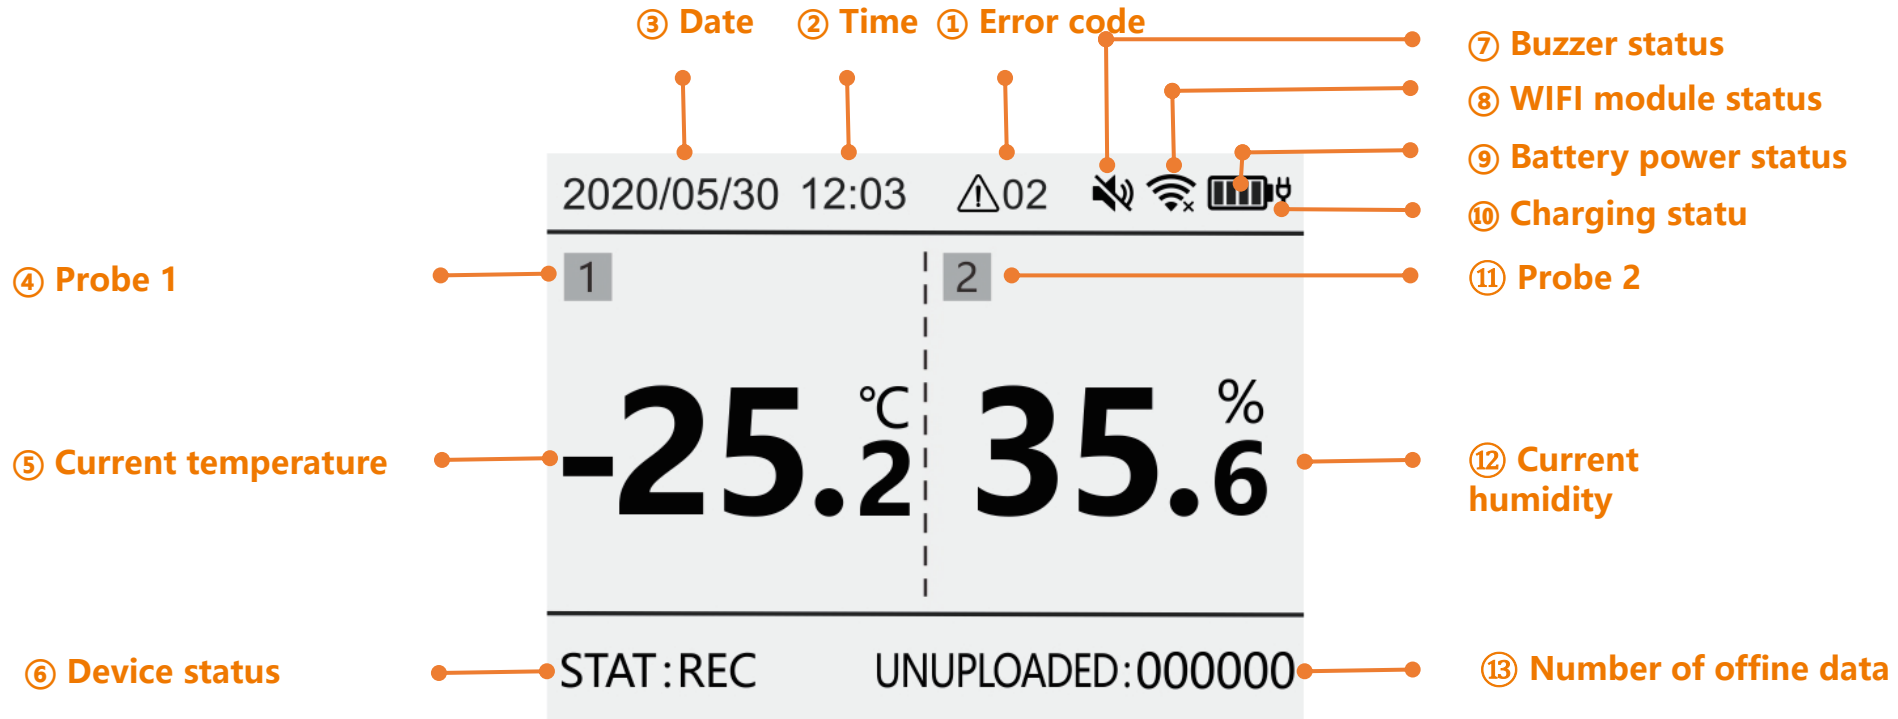 ③ Date ② Time ① Error code
⑦ Buzzer status
⑧ WIFI module status
⑨ Battery power status
2020/05/30 12:03 ⚠02
⑩ Charging statu
④ Probe 1
1
2
⑪ Probe 2
-25.2 ℃
35.6 %
⑤ Current temperature
⑫ Current
humidity
⑥ Device status
STAT:REC UNUPLOADED:000000
⑬ Number of offine data